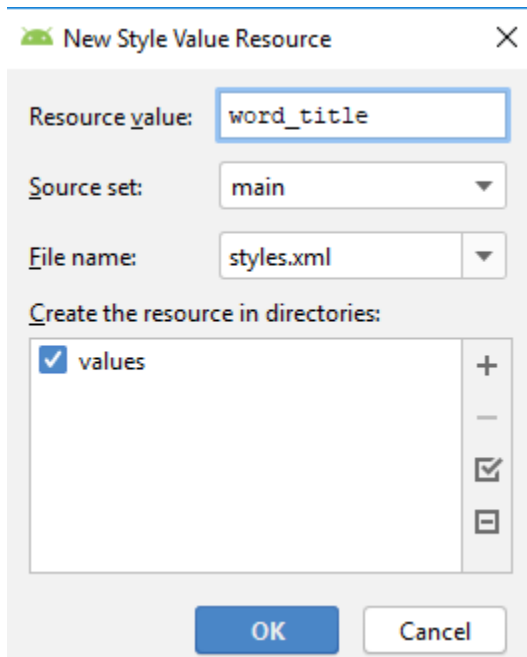 New Style Value Resource
Resource value: word_title
Source set: main
File name: styles.xml
Create the resource in directories:
values
OK Cancel